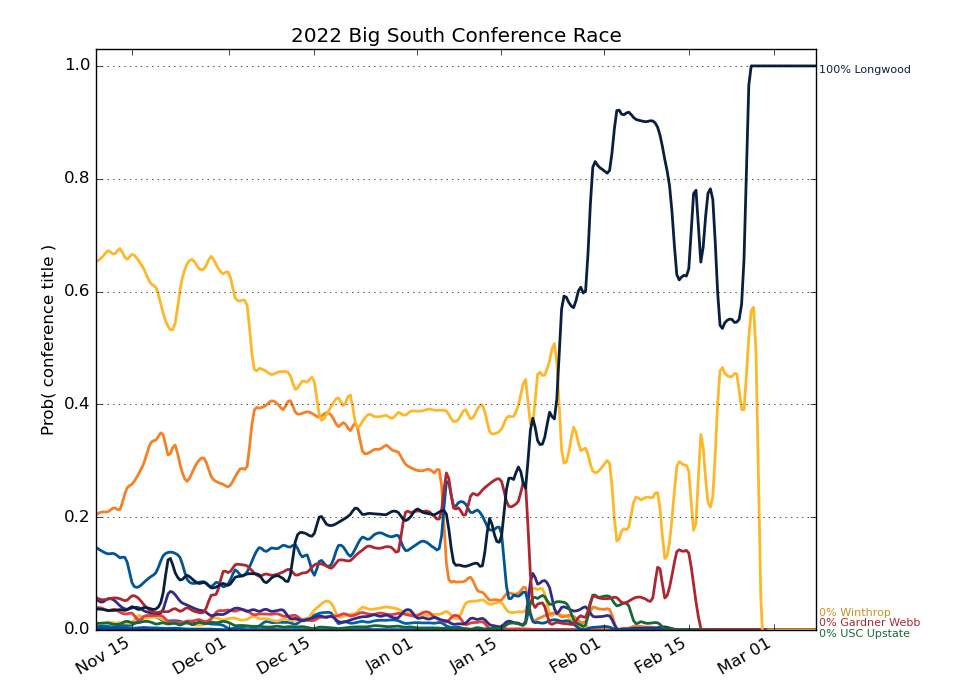 2022 Big South Conference Race
Prob( conference title )
1.0
0.8
0.6
0.4
0.2
0.0
Nov 15
Dec 01
Dec 15
Jan 01
Jan 15
Feb 01
Feb 15
Mar 01
100% Longwood
0% Winthrop
0% Gardner Webb
0% USC Upstate